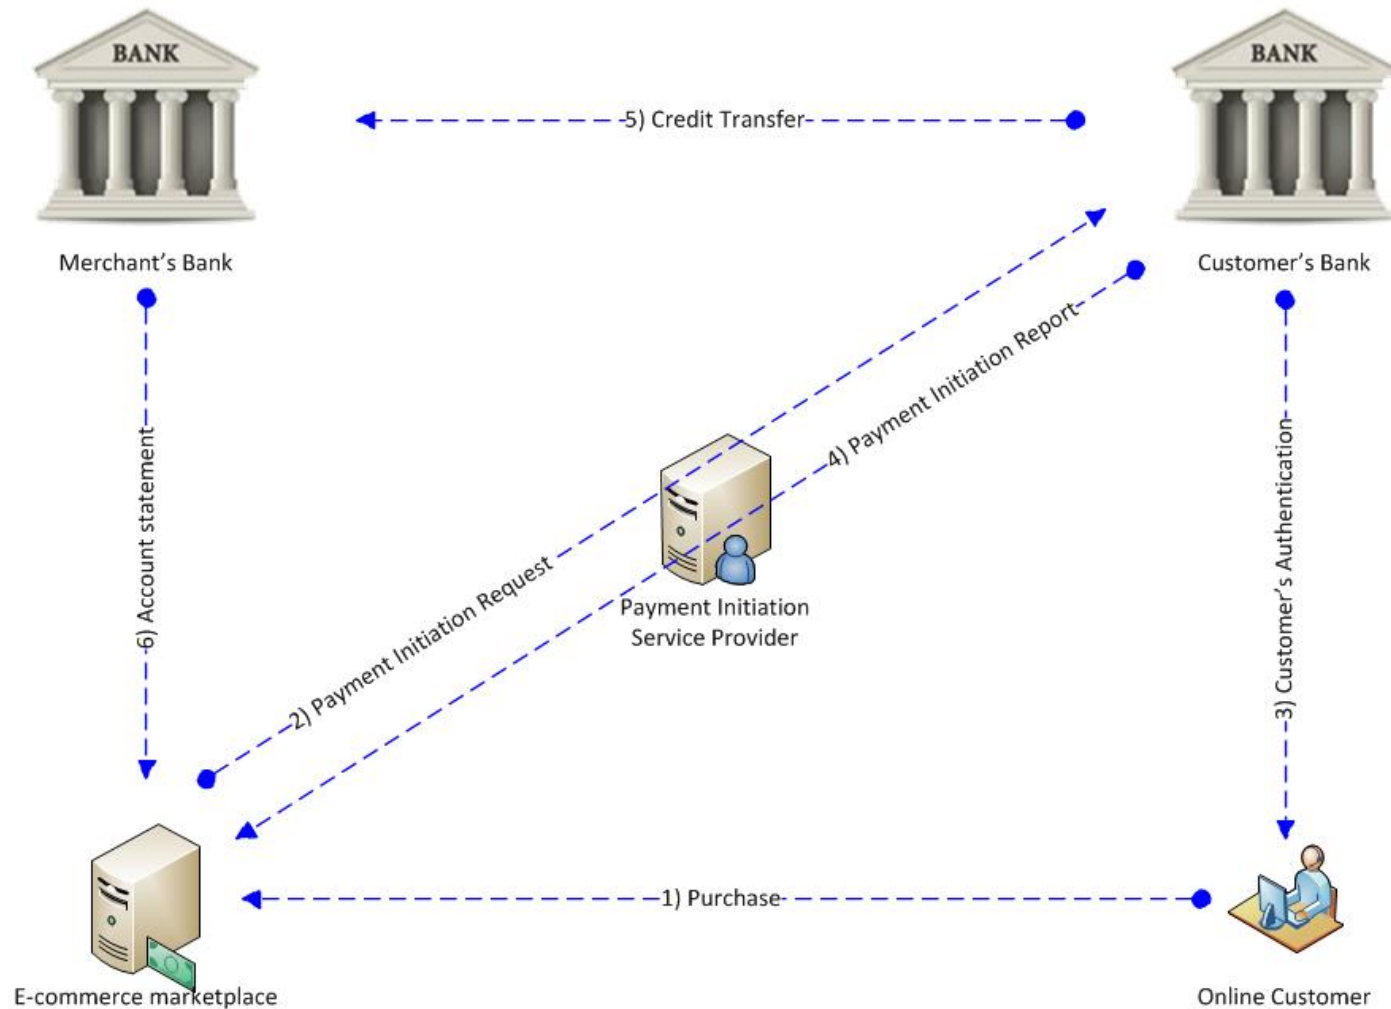 BANK
BANK
5) Credit Transfer
Merchant's Bank
Customer's Bank
4) Payment Initiation Report
6) Account statement
3) Customer's Authentication
2) Payment Initiation Request
Payment Initiation
Service Provider
1) Purchase
E-commerce marketplace
Online Customer